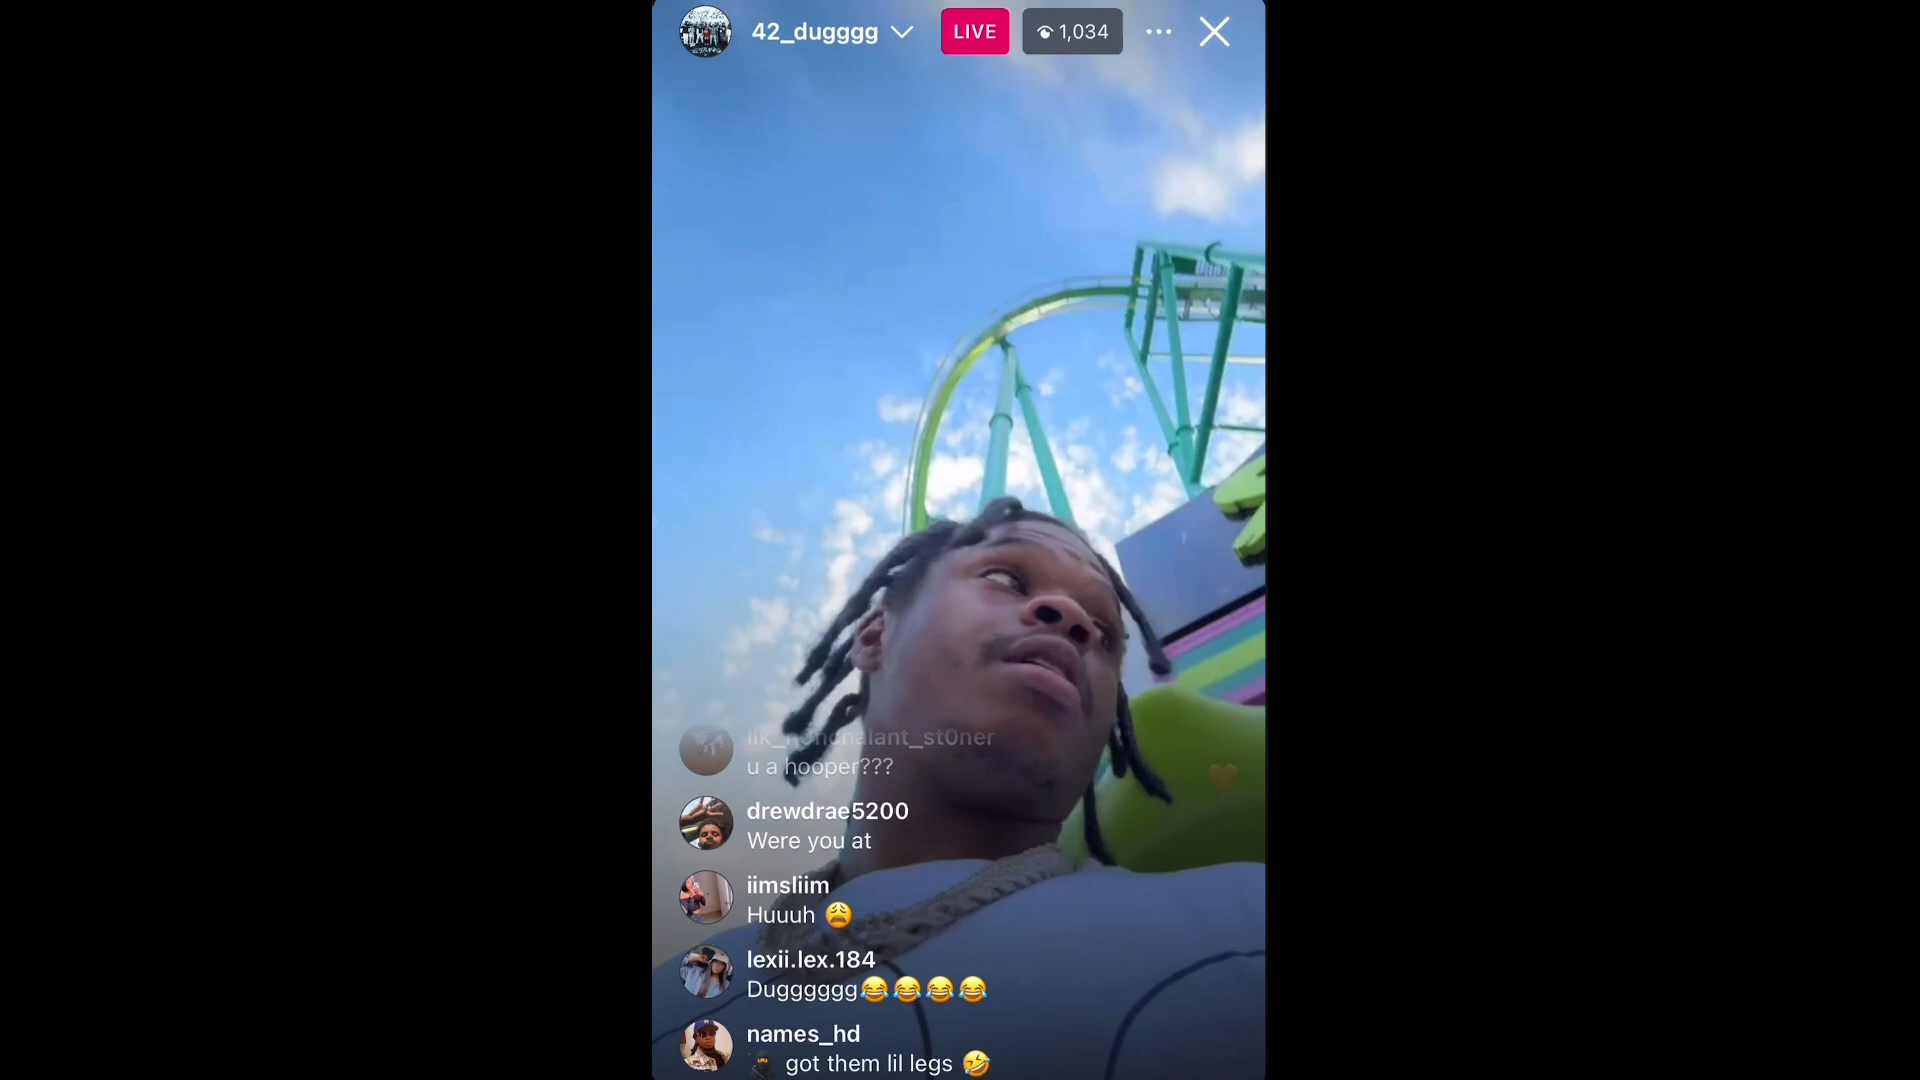 42_dugggg LIVE 1,034
u a hooper???
drewdrae5200
Were you at
iimsliim
Huuuh 😩
lexii.lex.184
Dugggggg😂😂😂😂
names_hd
🥷🏿 got them lil legs 🤣